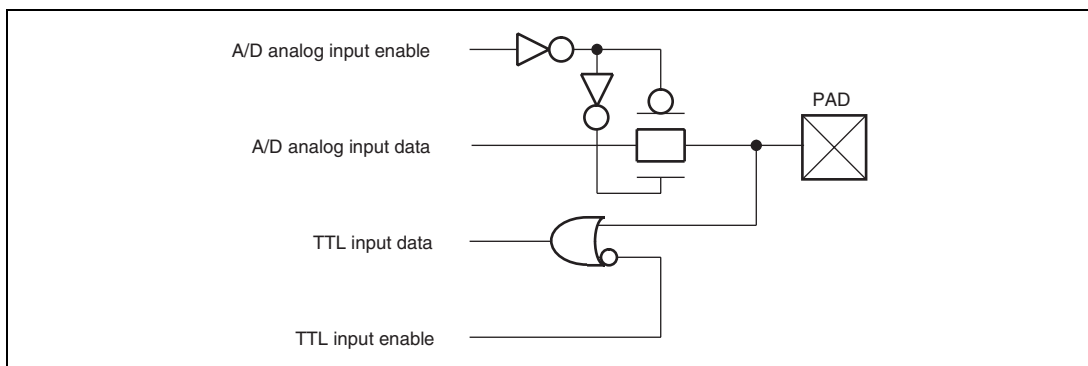 A/D analog input enable
PAD
A/D analog input data
TTL input data
TTL input enable